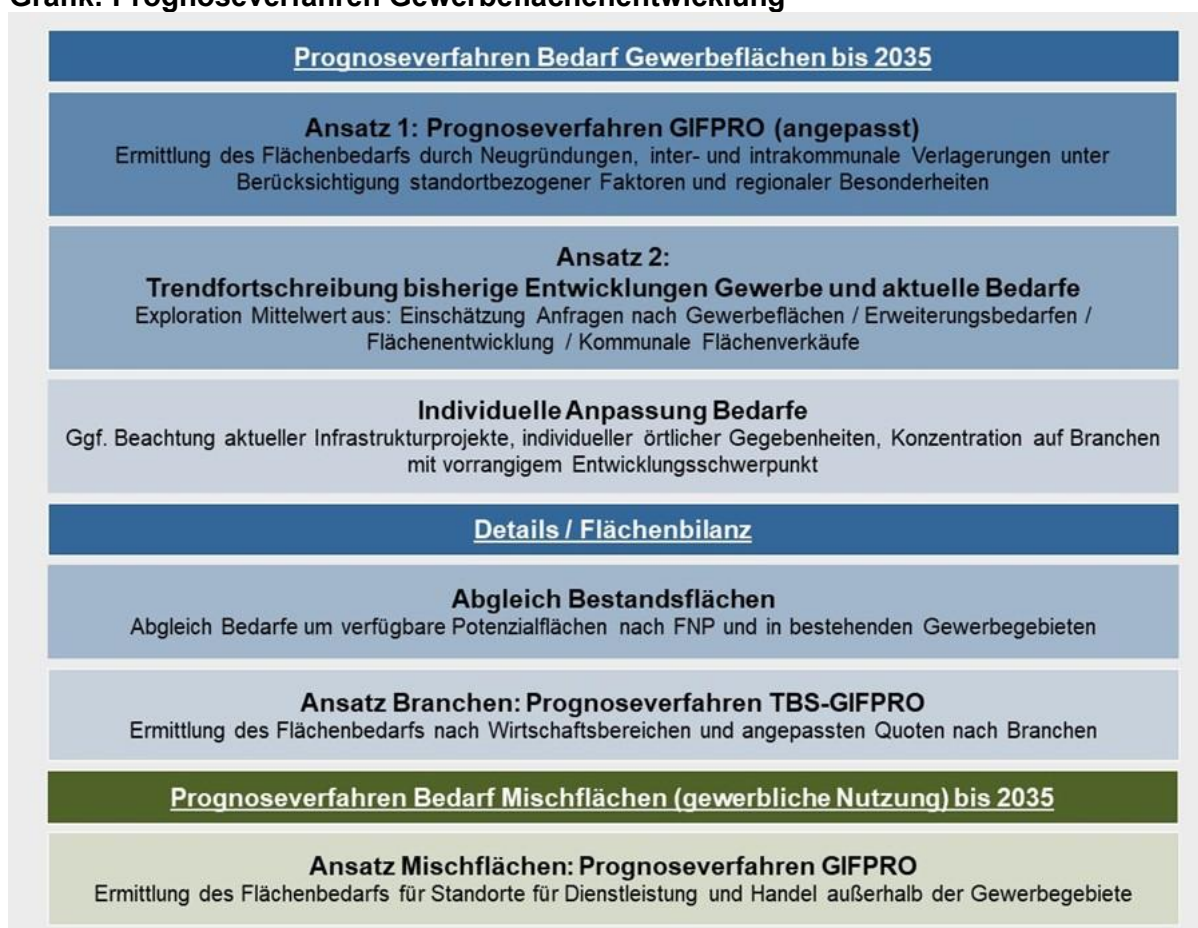 Grafik: Prognoseverfahren Gewerbeflächenentwicklung
Prognoseverfahren Bedarf Gewerbeflächen bis 2035
Ansatz 1: Prognoseverfahren GIFPRO (angepasst)
Ermittlung des Flächenbedarfs durch Neugründungen, inter- und intrakommunale Verlagerungen unter
Berücksichtigung standortbezogener Faktoren und regionaler Besonderheiten
Ansatz 2:
Trendfortschreibung bisherige Entwicklungen Gewerbe und aktuelle Bedarfe
Exploration Mittelwert aus: Einschätzung Anfragen nach Gewerbeflächen / Erweiterungsbedarfen /
Flächenentwicklung / Kommunale Flächenverkäufe
Individuelle Anpassung Bedarfe
Ggf. Beachtung aktueller Infrastrukturprojekte, individueller örtlicher Gegebenheiten, Konzentration auf Branchen
mit vorrangigem Entwicklungsschwerpunkt
Details / Flächenbilanz
Abgleich Bestandsflächen
Abgleich Bedarfe um verfügbare Potenzialflächen nach FNP und in bestehenden Gewerbegebieten
Ansatz Branchen: Prognoseverfahren TBS-GIFPRO
Ermittlung des Flächenbedarfs nach Wirtschaftsbereichen und angepassten Quoten nach Branchen
Prognoseverfahren Bedarf Mischflächen (gewerbliche Nutzung) bis 2035
Ansatz Mischflächen: Prognoseverfahren GIFPRO
Ermittlung des Flächenbedarfs für Standorte für Dienstleistung und Handel außerhalb der Gewerbegebiete